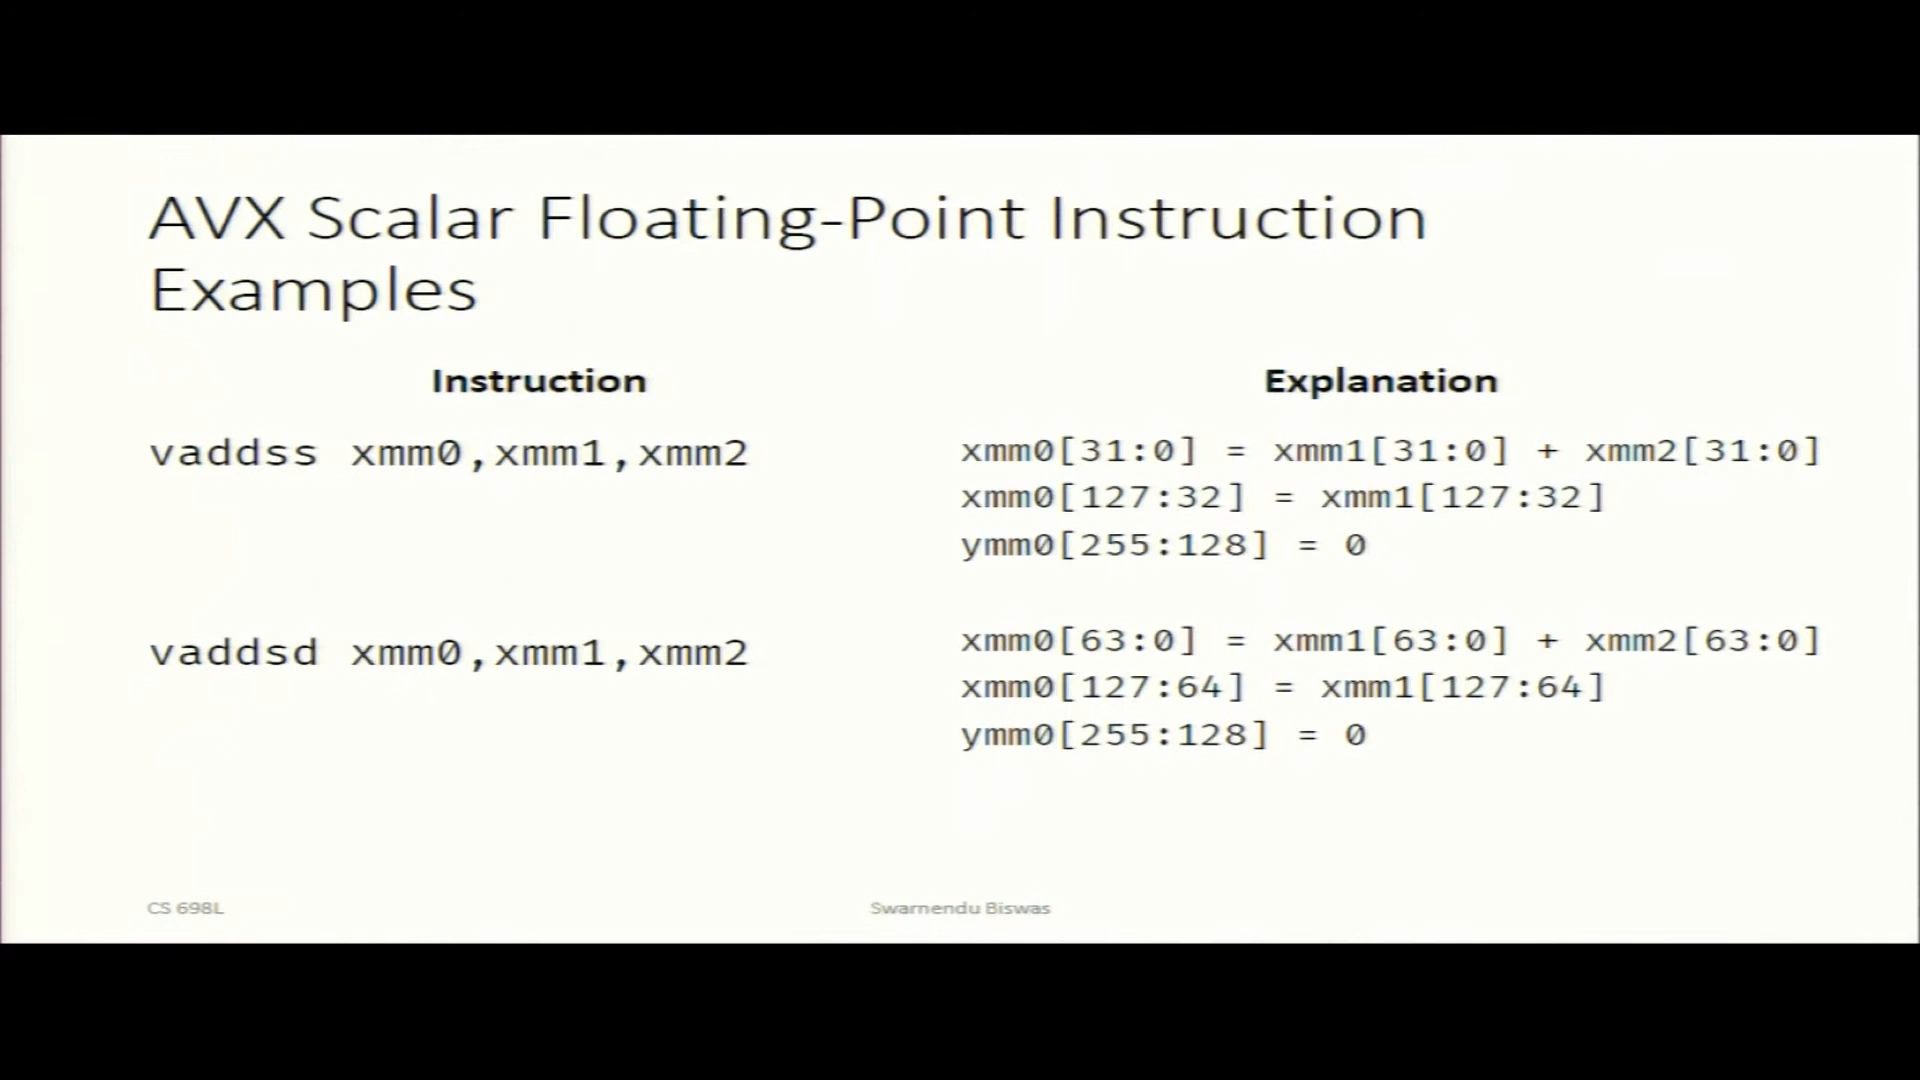 AVX Scalar Floating-Point Instruction
Examples
Instruction
Explanation
vaddss xmm0,xmm1,xmm2
xmm0[31:0] = xmm1[31:0] + xmm2[31:0]
xmm0[127:32] = xmm1[127:32]
ymm0[255:128] = 0
vaddsd xmm0,xmm1,xmm2
xmm0[63:0] = xmm1[63:0] + xmm2[63:0]
xmm0[127:64] = xmm1[127:64]
ymm0[255:128] = 0
CS 698L
Swarnendu Biswas